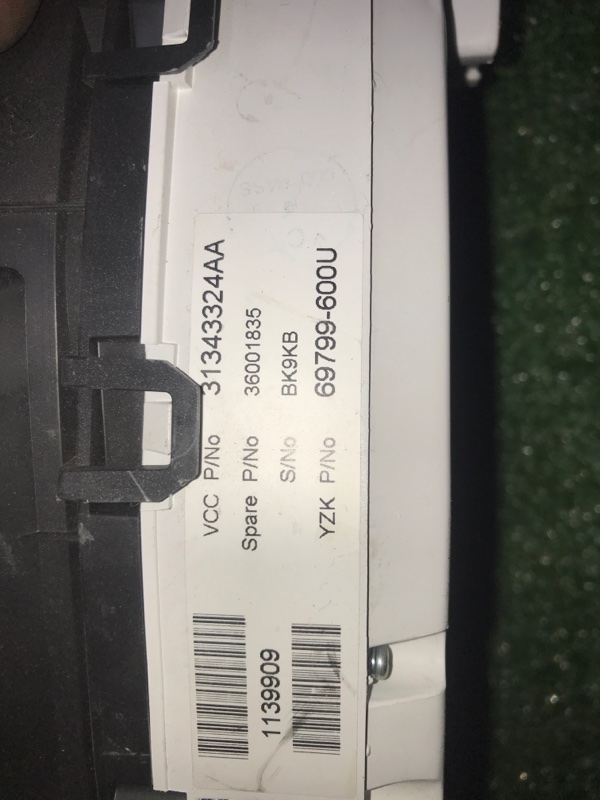 VCC P/No 31343324AA
Spare P/No 36001835
S/No BK9KB
YZK P/No 69799-600U
1139909